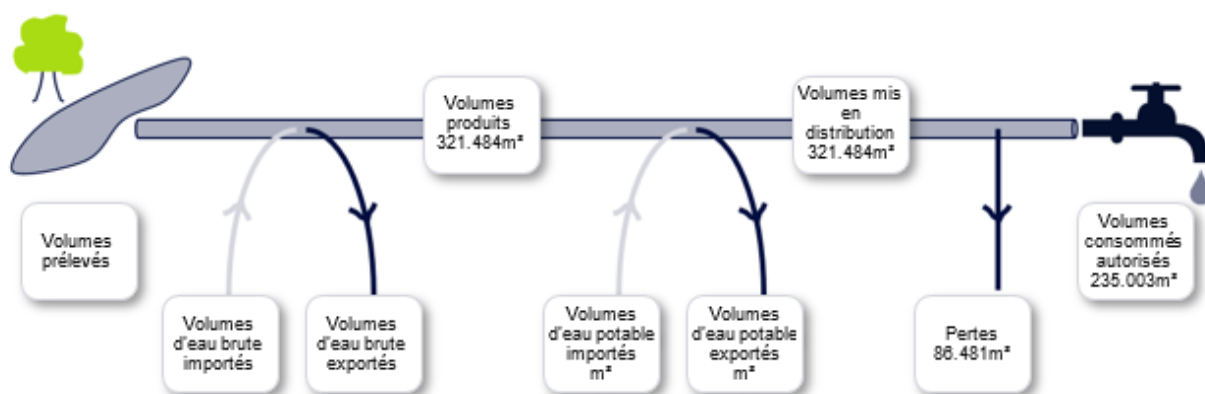 Volumes
prélevés
Volumes
d'eau brute
importés
Volumes
d'eau brute
exportés
Volumes
produits
321.484m³
Volumes
d'eau potable
importés
m³
Volumes
d'eau potable
exportés
m³
Volumes mis
en
distribution
321.484m³
Pertes
86.481m³
Volumes
consommés
autorisés
235.003m³